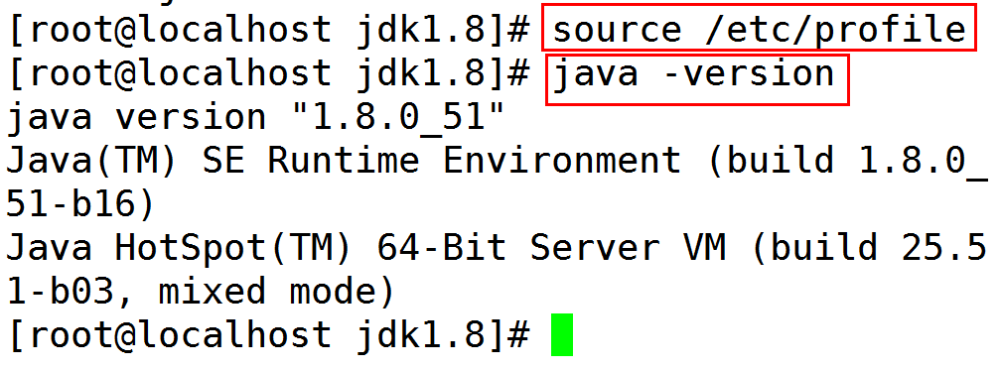 [root@localhost jdk1.8]# source /etc/profile
[root@localhost jdk1.8]# java -version
java version "1.8.0_51"
Java(TM) SE Runtime Environment (build 1.8.0_
51-b16)
Java HotSpot(TM) 64-Bit Server VM (build 25.5
1-b03, mixed mode)
[root@localhost jdk1.8]#